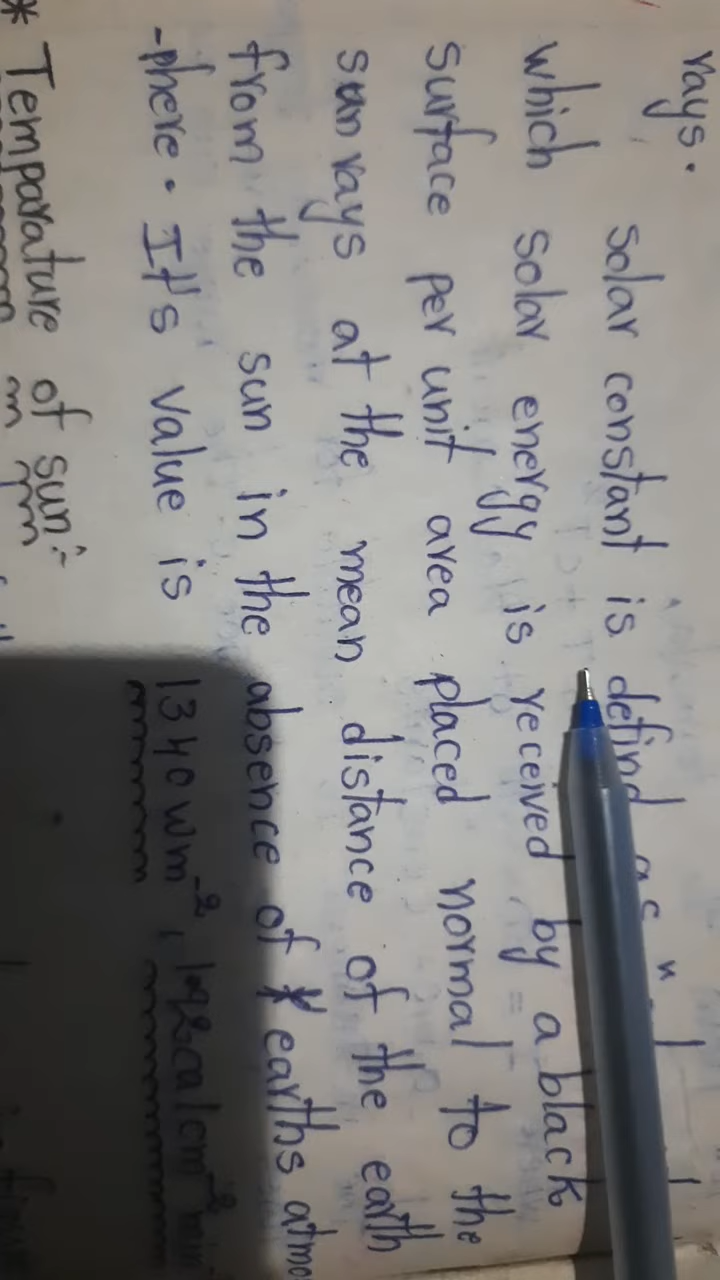 rays.
Solar constant is defind as
which solar energy is received by a black
surface per unit area placed normal to the
sun rays at the mean distance of the earth
from the sun in the absence of earths atmo
-phere. It's value is 1340 wm⁻²,
* Temparature of sun:-